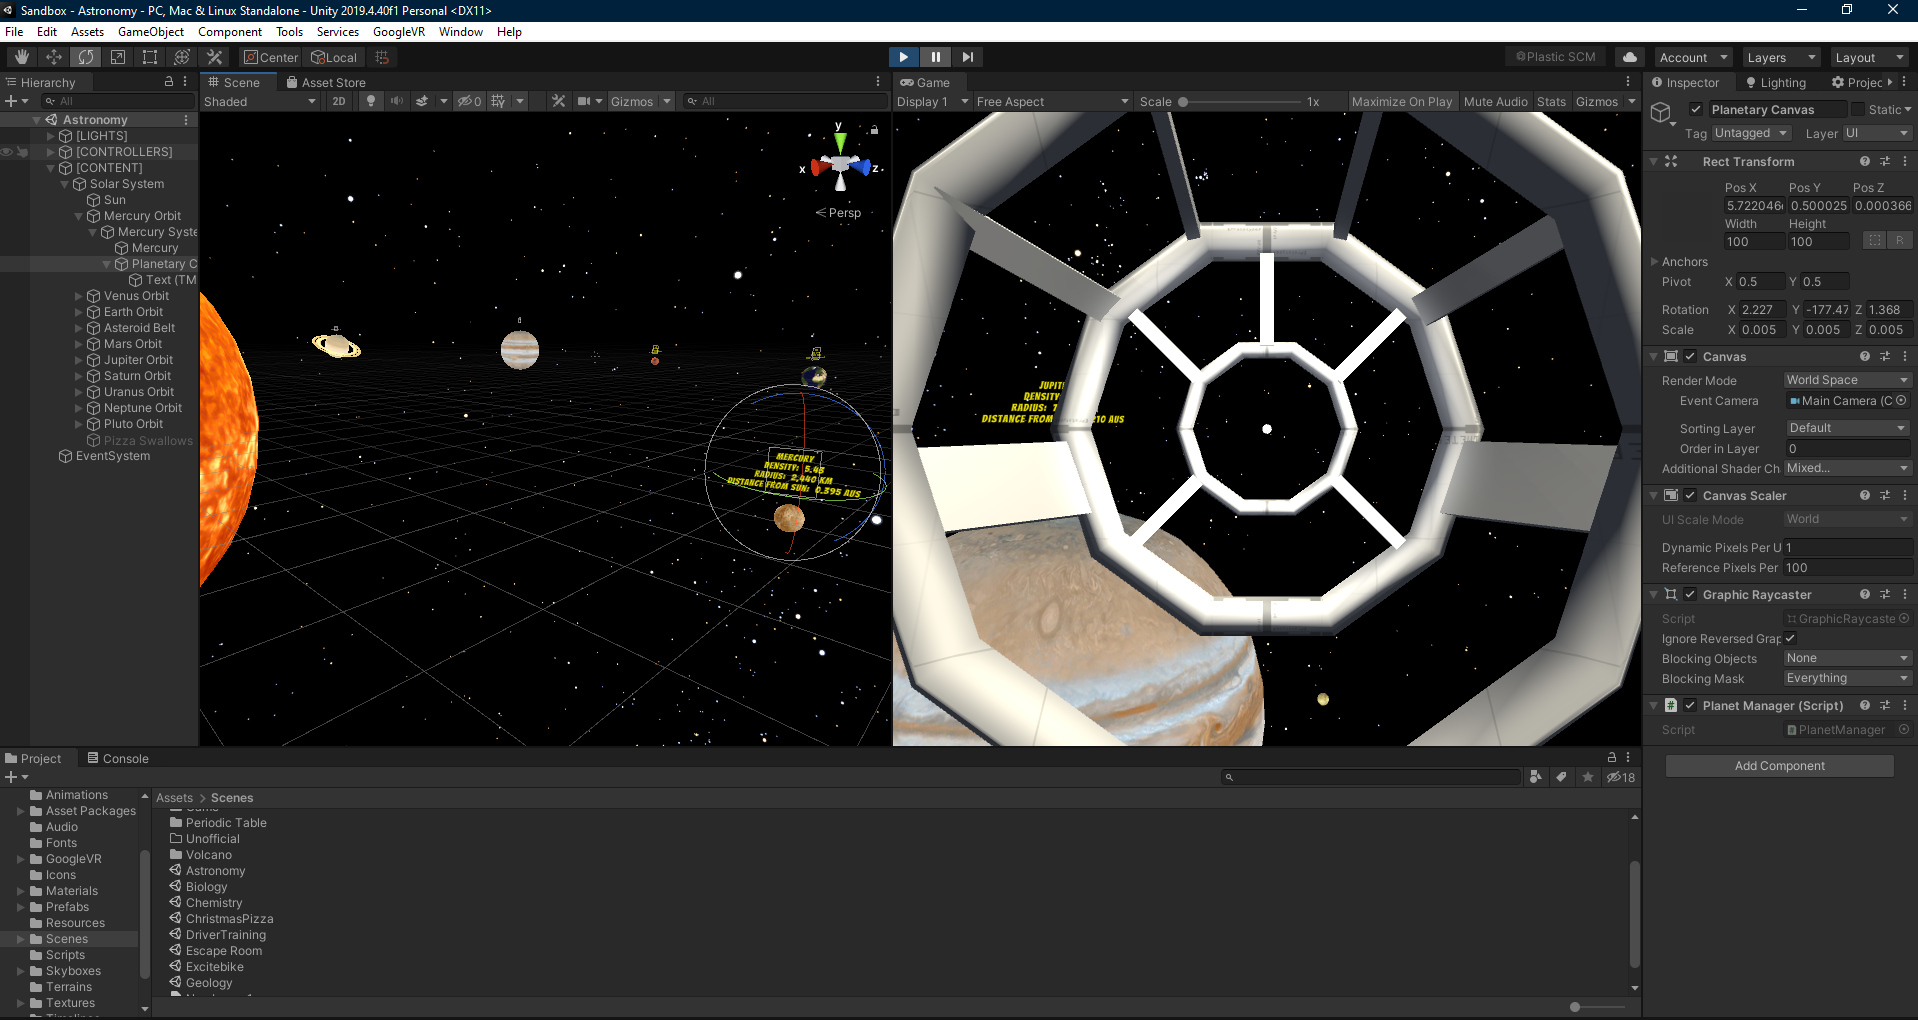 Sandbox - Astronomy - PC, Mac & Linux Standalone - Unity 2019.4.40f1 Personal <DX11>
File Edit Assets GameObject Component Tools Services GoogleVR Window Help
Center Local Plastic SCM Account Layers Layout
Hierarchy
All
Astronomy
[LIGHTS]
[CONTROLLERS]
[CONTENT]
Solar System
Sun
Mercury Orbit
Mercury Syste
Mercury
Planetary C
Text (TM
Venus Orbit
Earth Orbit
Asteroid Belt
Mars Orbit
Jupiter Orbit
Saturn Orbit
Uranus Orbit
Neptune Orbit
Pluto Orbit
Pizza Swallows
EventSystem
Scene Asset Store
Shaded 2D 0 Gizmos All
y
x z
Persp
MERCURY
DENSITY: 5.43
RADIUS: 2,440 KM
DISTANCE FROM SUN: 0.395 AUS
Game
Display 1 Free Aspect Scale 1x Maximize On Play Mute Audio Stats Gizmos
JUPIT
DENSITY
RADIUS: 7
DISTANCE FROM 210 AUS
Inspector Lighting Projec
Planetary Canvas Static
Tag Untagged Layer UI
Rect Transform
Pos X Pos Y Pos Z
5.722046 0.500025 0.000366
Width Height
100 100 R
Anchors
Pivot X 0.5 Y 0.5
Rotation X 2.227 Y -177.47 Z 1.368
Scale X 0.005 Y 0.005 Z 0.005
Canvas
Render Mode World Space
Event Camera Main Camera (C
Sorting Layer Default
Order in Layer 0
Additional Shader Ch Mixed...
Canvas Scaler
UI Scale Mode World
Dynamic Pixels Per U 1
Reference Pixels Per 100
Graphic Raycaster
Script GraphicRaycaste
Ignore Reversed Grap
Blocking Objects None
Blocking Mask Everything
Planet Manager (Script)
Script PlanetManager
Add Component
Project Console
18
Animations
Asset Packages
Audio
Fonts
GoogleVR
Icons
Materials
Prefabs
Resources
Scenes
Scripts
Skyboxes
Terrains
Textures
Timelines
Assets > Scenes
Periodic Table
Unofficial
Volcano
Astronomy
Biology
Chemistry
ChristmasPizza
DriverTraining
Escape Room
Excitebike
Geology